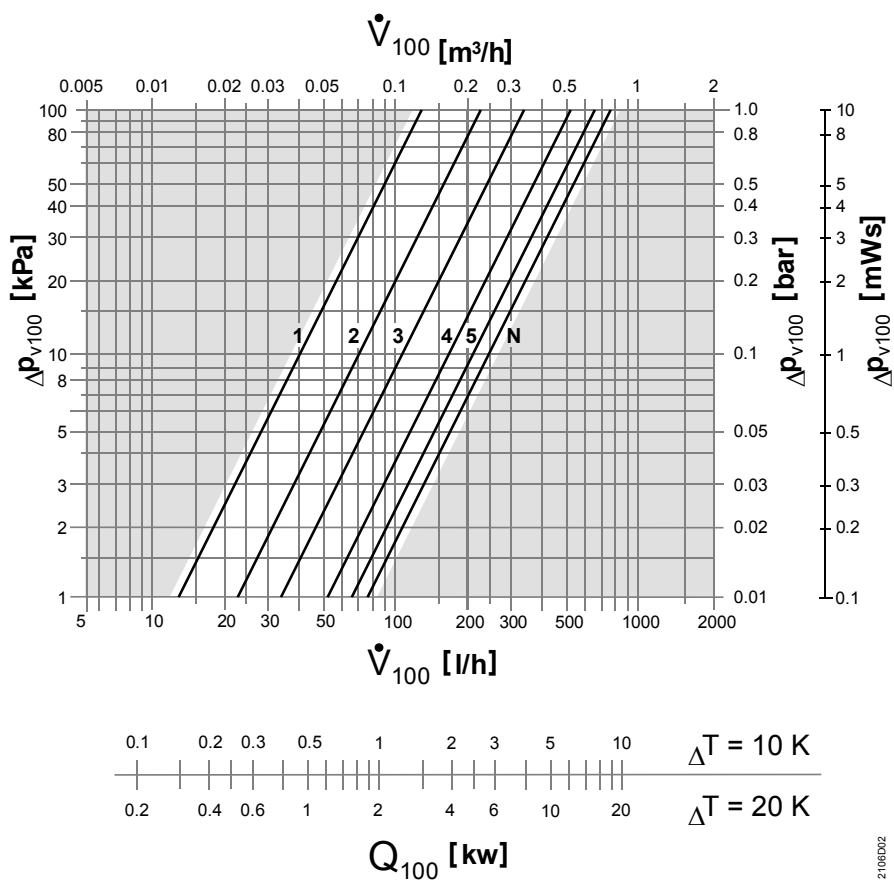 V̇100 [m³/h]
0.005 0.01 0.02 0.03 0.05 0.1 0.2 0.3 0.5 1 2
100 1.0 10
80 0.8 8
50 0.5 5
40 0.4 4
30 0.3 3
20 0.2 2
10 0.1 1
8
5 0.05 0.5
3 0.03 0.3
2 0.02 0.2
1 0.01 0.1
Δpv100 [kPa]
1 2 3 4 5 N
Δpv100 [bar]
Δpv100 [mWs]
5 10 20 30 50 100 200 300 500 1000 2000
V̇100 [l/h]
0.1 0.2 0.3 0.5 1 2 3 5 10 ΔT = 10 K
0.2 0.4 0.6 1 2 4 6 10 20 ΔT = 20 K
Q100 [kw]
2106D02